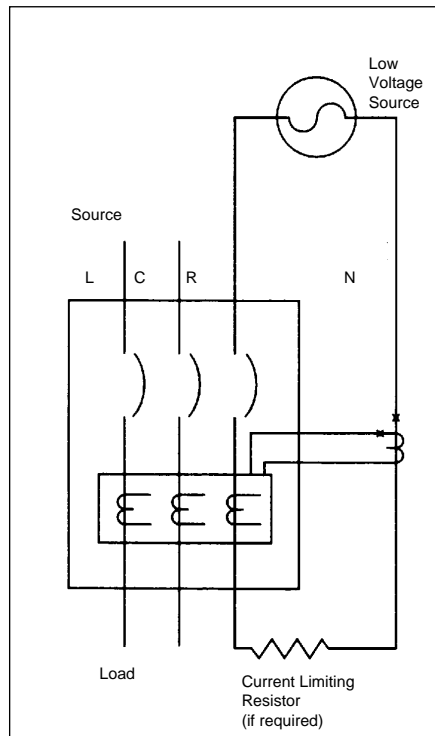 Low
Voltage
Source
Source
L C R N
Load
Current Limiting
Resistor
(if required)